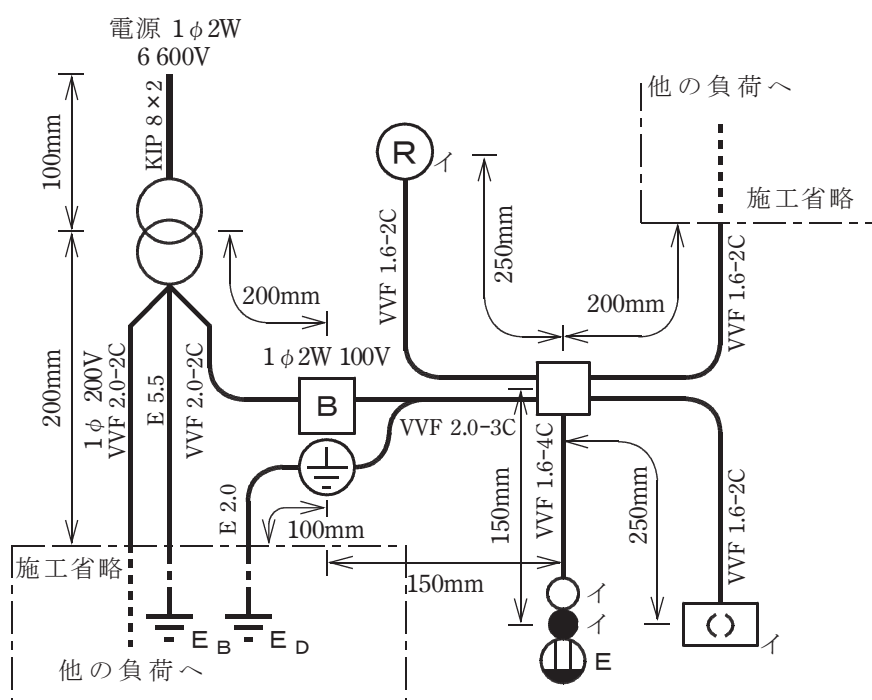 電源 1φ2W
6 600V
KIP 8×2
100mm
200mm
200mm
1φ 200V
VVF 2.0-2C
E 5.5
VVF 2.0-2C
1φ2W 100V
B
E 2.0
100mm
施工省略
E B
E D
他の負荷へ
R イ
VVF 1.6-2C
250mm
200mm
他の負荷へ
施工省略
VVF 1.6-2C
VVF 2.0-3C
150mm
VVF 1.6-4C
250mm
VVF 1.6-2C
150mm
イ
イ
E
イ